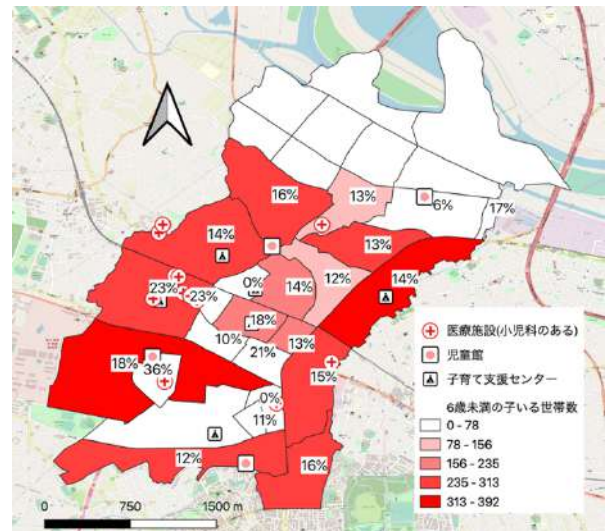 16%
13%
6%
17%
14%
13%
23%
-23%
0%
14%
12%
14%
18%
10%
13%
21%
18%
36%
15%
0%
11%
12%
16%
医療施設(小児科のある)
児童館
子育て支援センター
6歳未満の子いる世帯数
0 - 78
78 - 156
156 - 235
235 - 313
313 - 392
0 750 1500 m